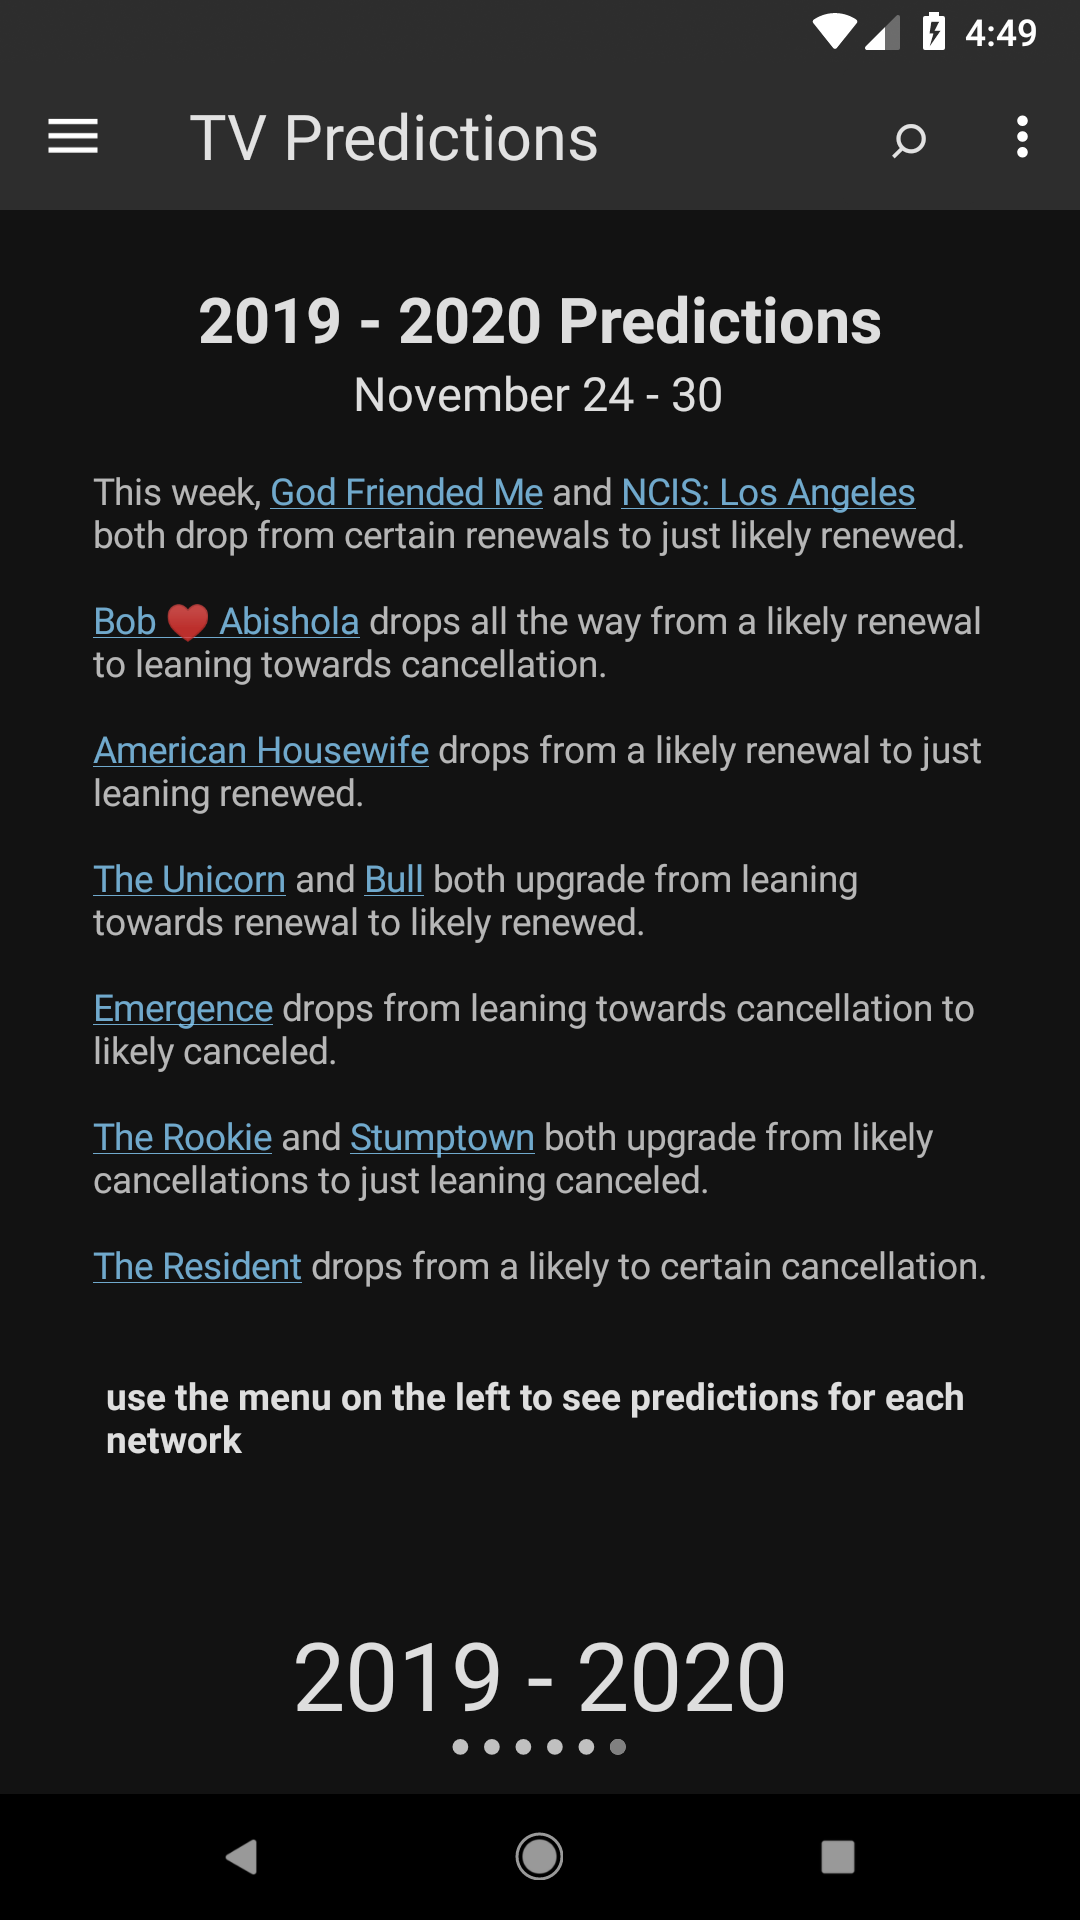 4:49
TV Predictions
2019 - 2020 Predictions
November 24 - 30
This week, God Friended Me and NCIS: Los Angeles
both drop from certain renewals to just likely renewed.
Bob ❤️ Abishola drops all the way from a likely renewal
to leaning towards cancellation.
American Housewife drops from a likely renewal to just
leaning renewed.
The Unicorn and Bull both upgrade from leaning
towards renewal to likely renewed.
Emergence drops from leaning towards cancellation to
likely canceled.
The Rookie and Stumptown both upgrade from likely
cancellations to just leaning canceled.
The Resident drops from a likely to certain cancellation.
use the menu on the left to see predictions for each
network
2019 - 2020